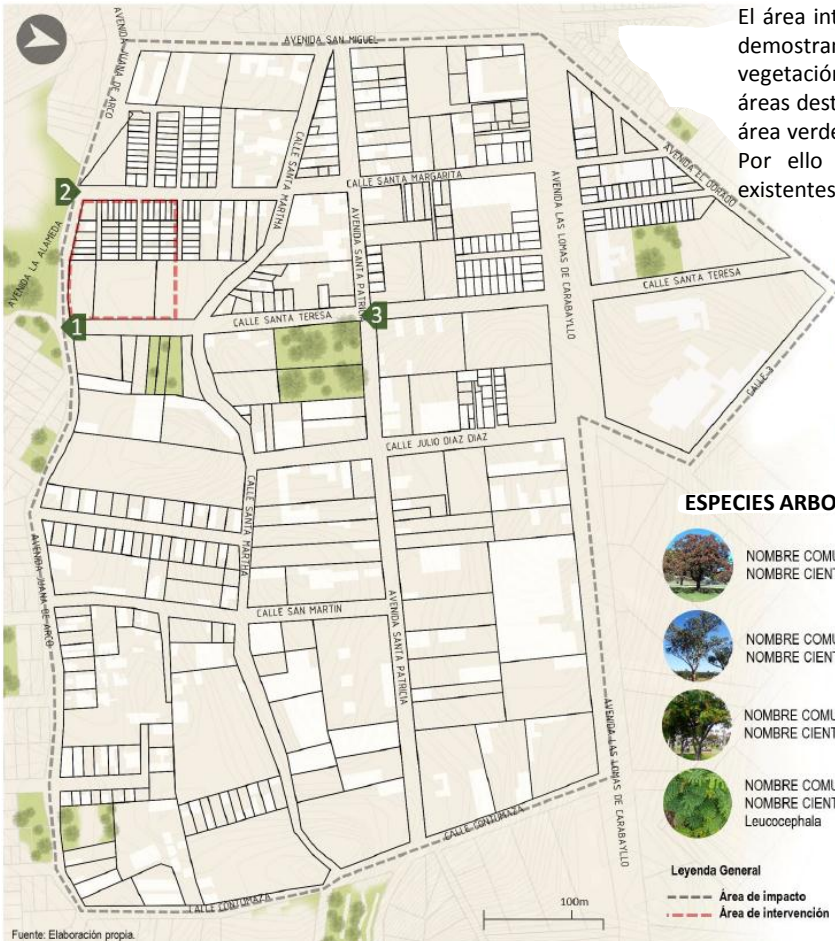 El área int
demostrar
vegetación
áreas dest
área verde
Por ello
existentes
AVENIDA JUANA DE ARCO
AVENIDA SAN MIGUEL
CALLE SANTA MARTHA
CALLE SANTA MARGARITA
AVENIDA EL DORADO
2
AVENIDA LA ALAMEDA
AVENIDA SANTA PATRICIA
AVENIDA LAS LOMAS DE CARABAYLLO
CALLE SANTA TERESA
1
CALLE SANTA TERESA
3
CALLE 3
CALLE JULIO DIAZ DIAZ
CALLE SANTA MARTHA
AVENIDA JUANA DE ARCO
CALLE SAN MARTIN
AVENIDA SANTA PATRICIA
AVENIDA LAS LOMAS DE CARABAYLLO
CALLE CONTUMAZA
CALLE CONTUMAZA
ESPECIES ARBO
NOMBRE COMU
NOMBRE CIENT
NOMBRE COMU
NOMBRE CIENT
NOMBRE COMU
NOMBRE CIENT
NOMBRE COMU
NOMBRE CIENT
Leucocephala
Leyenda General
Área de impacto
Área de intervención
100m
Fuente: Elaboración propia.